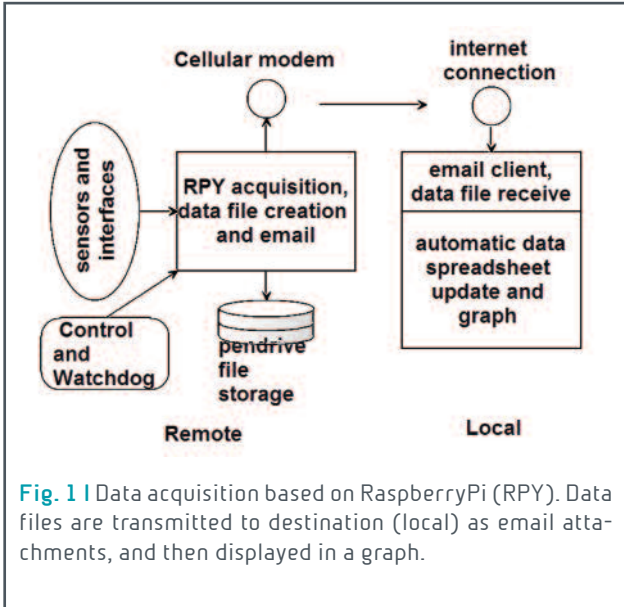 Cellular modem
internet
connection
sensors and
interfaces
RPY acquisition,
data file creation
and email
email client,
data file receive
automatic data
spreadsheet
update and
graph
Control
and
Watchdog
pendrive
file
storage
Remote
Local
Fig. 1 | Data acquisition based on RaspberryPi (RPY). Data
files are transmitted to destination (local) as email atta-
chments, and then displayed in a graph.